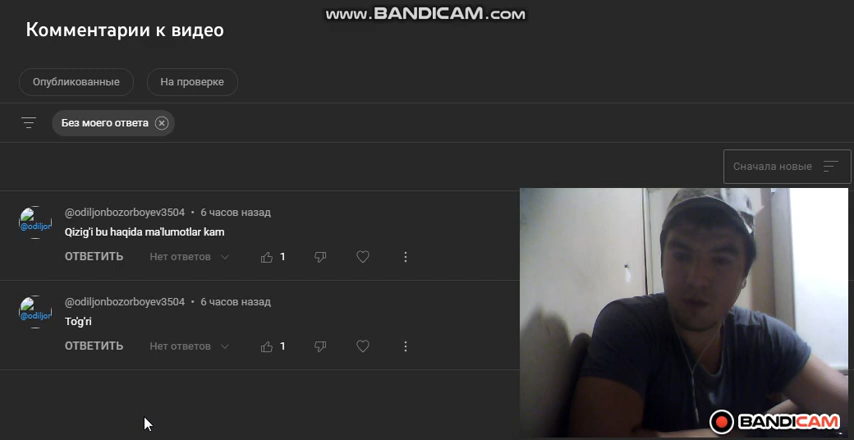 www.BANDICAM.com
Комментарии к видео
Опубликованные
На проверке
Без моего ответа
Сначала новые
@odiljonbozorboyev3504 • 6 часов назад
@odiljor
Qizig'i bu haqida ma'lumotlar kam
ОТВЕТИТЬ Нет ответов 1
@odiljonbozorboyev3504 • 6 часов назад
@odiljor
To'g'ri
ОТВЕТИТЬ Нет ответов 1
BANDICAM